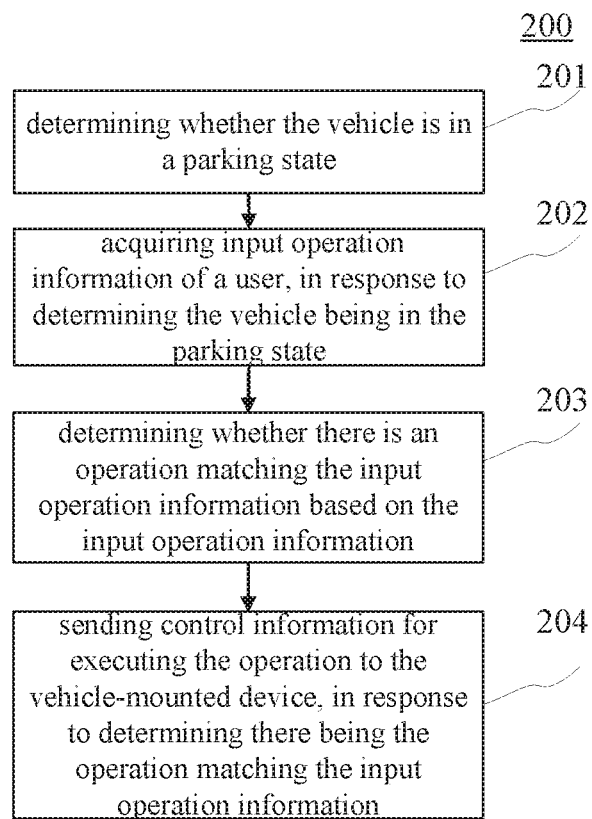 200
201
determining whether the vehicle is in
a parking state
202
acquiring input operation
information of a user, in response to
determining the vehicle being in the
parking state
203
determining whether there is an
operation matching the input
operation information based on the
input operation information
204
sending control information for
executing the operation to the
vehicle-mounted device, in response
to determining there being the
operation matching the input
operation information